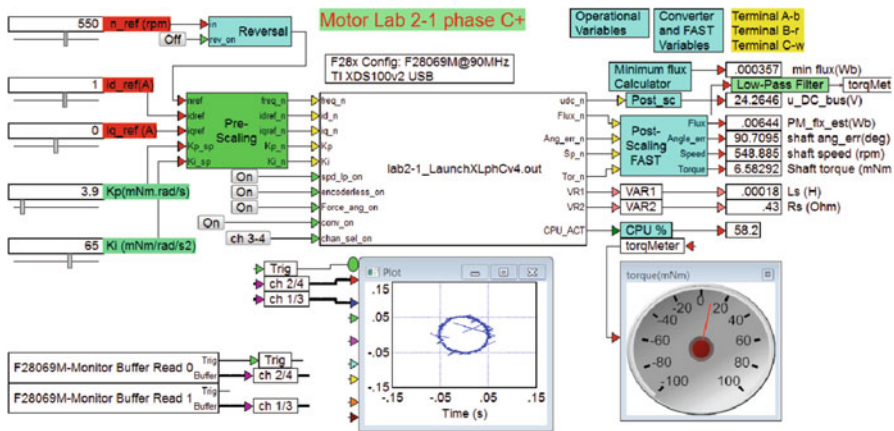 Motor Lab 2-1 phase C+
Operational Variables
Converter and FAST Variables
Terminal A-b
Terminal B-r
Terminal C-w
550
n_ref (rpm)
Off
in
rev_on
Reversal
F28x Config: F28069M@90MHz
TI XDS100v2 USB
Minimum flux Calculator
.000357
min flux(Wb)
Low-Pass Filter
torqMet
1
id_ref(A)
0
iq_ref (A)
3.9
Kp(mNm.rad/s)
65
Ki (mNm/rad/s2)
nref
idref
iqref
Kp_sp
Ki_sp
Pre-Scaling
freq_n
idref_n
iqref_n
Kp_n
Ki_n
freq_n
id_n
iq_n
Kp
Ki
spd_lp_on
encoderless_on
Force_ang_on
conv_on
chan_sel_on
On
On
On
On
ch 3-4
lab2-1_LaunchXLphCv4.out
udc_n
Flux_n
Ang_err_n
Sp_n
Tor_n
VR1
VR2
CPU_ACT
Post_sc
24.2646
u_DC_bus(V)
Post-Scaling FAST
Flux
Angle_err
Speed
Torque
.00644
PM_fix_est(Wb)
90.7095
shaft ang_err(deg)
548.885
shaft speed (rpm)
6.58292
Shaft torque (mNm
VAR1
.00018
Ls (H)
VAR2
.43
Rs (Ohm)
CPU %
58.2
torqMeter
Trig
ch 2/4
ch 1/3
Plot
.15
.05
-.05
-.15
-.15
-.05
.05
.15
Time (s)
torque(mNm)
-100
-80
-60
-40
-20
0
20
40
60
80
100
F28069M-Monitor Buffer Read 0
Trig
Buffer
Trig
ch 2/4
F28069M-Monitor Buffer Read 1
Trig
Buffer
ch 1/3